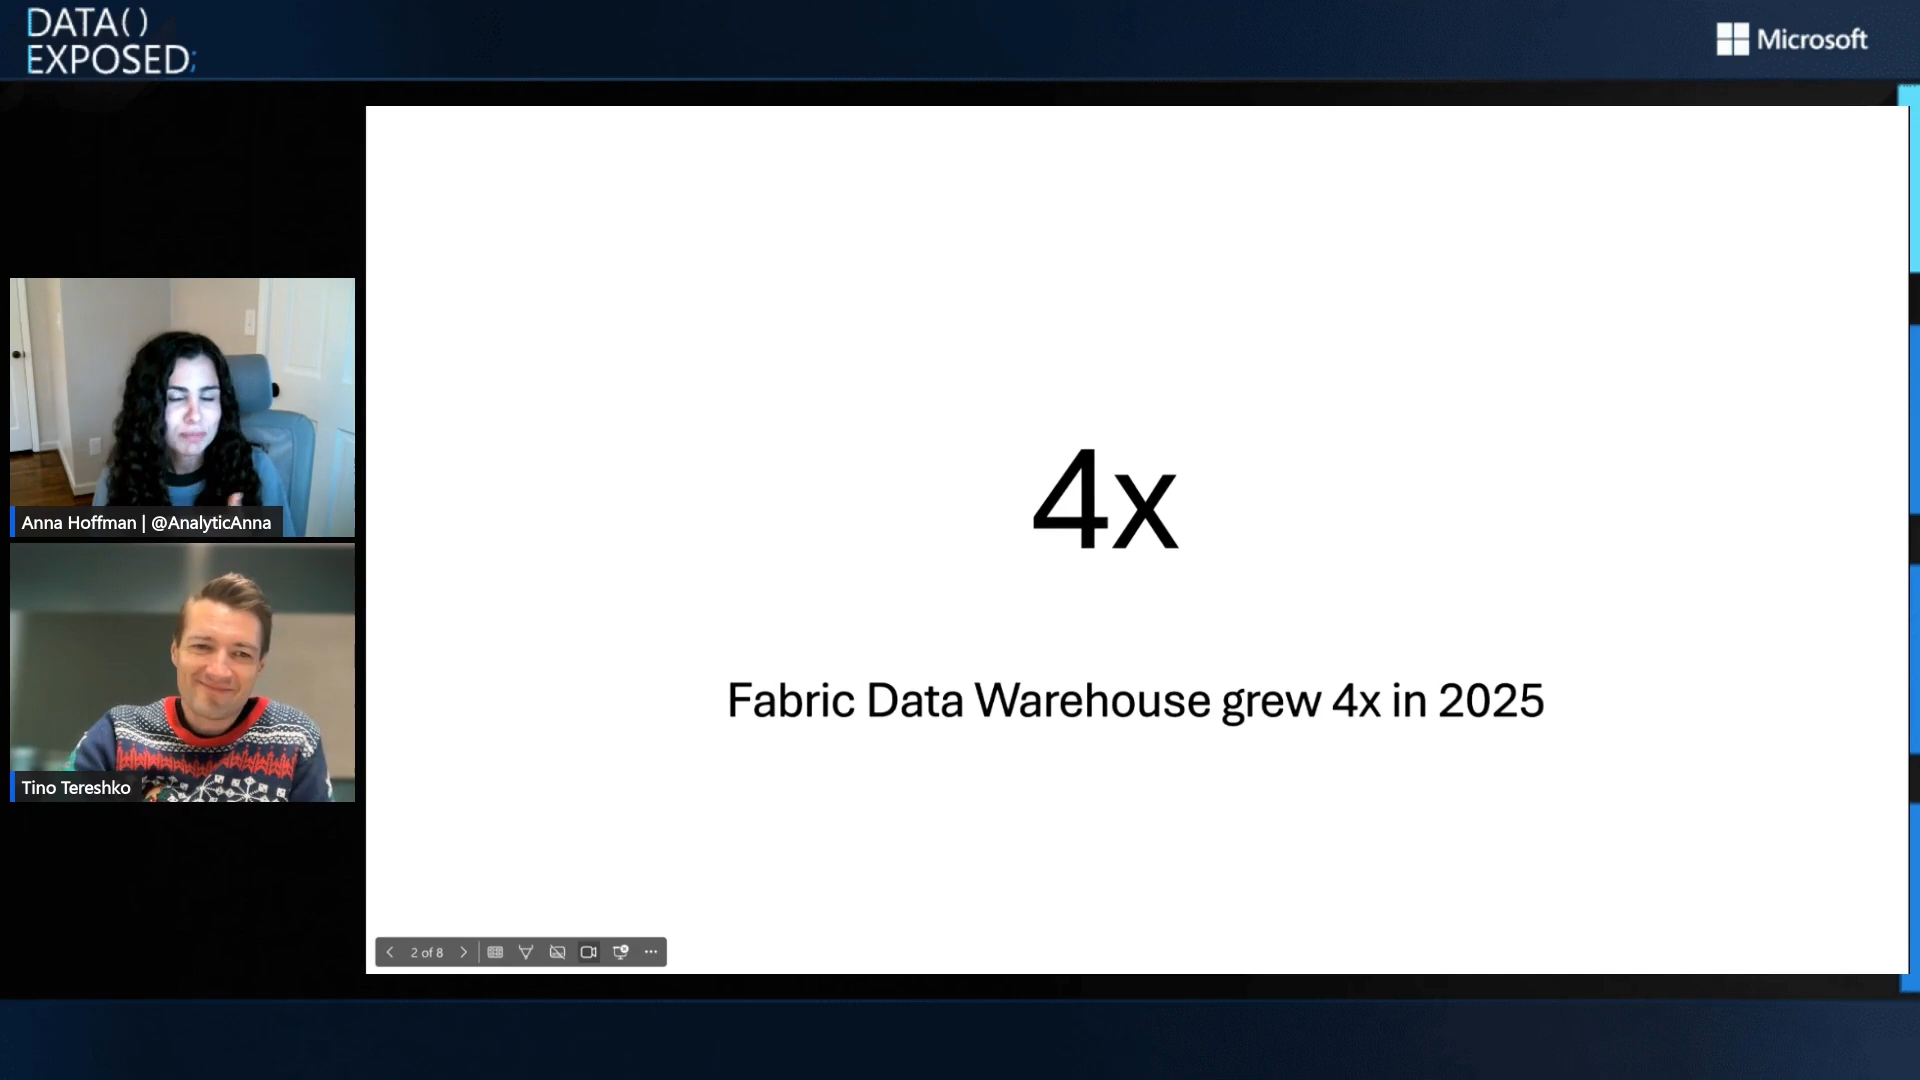 DATA()
EXPOSED;
Microsoft
4x
Fabric Data Warehouse grew 4x in 2025
Anna Hoffman | @AnalyticAnna
Tino Tereshko
2 of 8